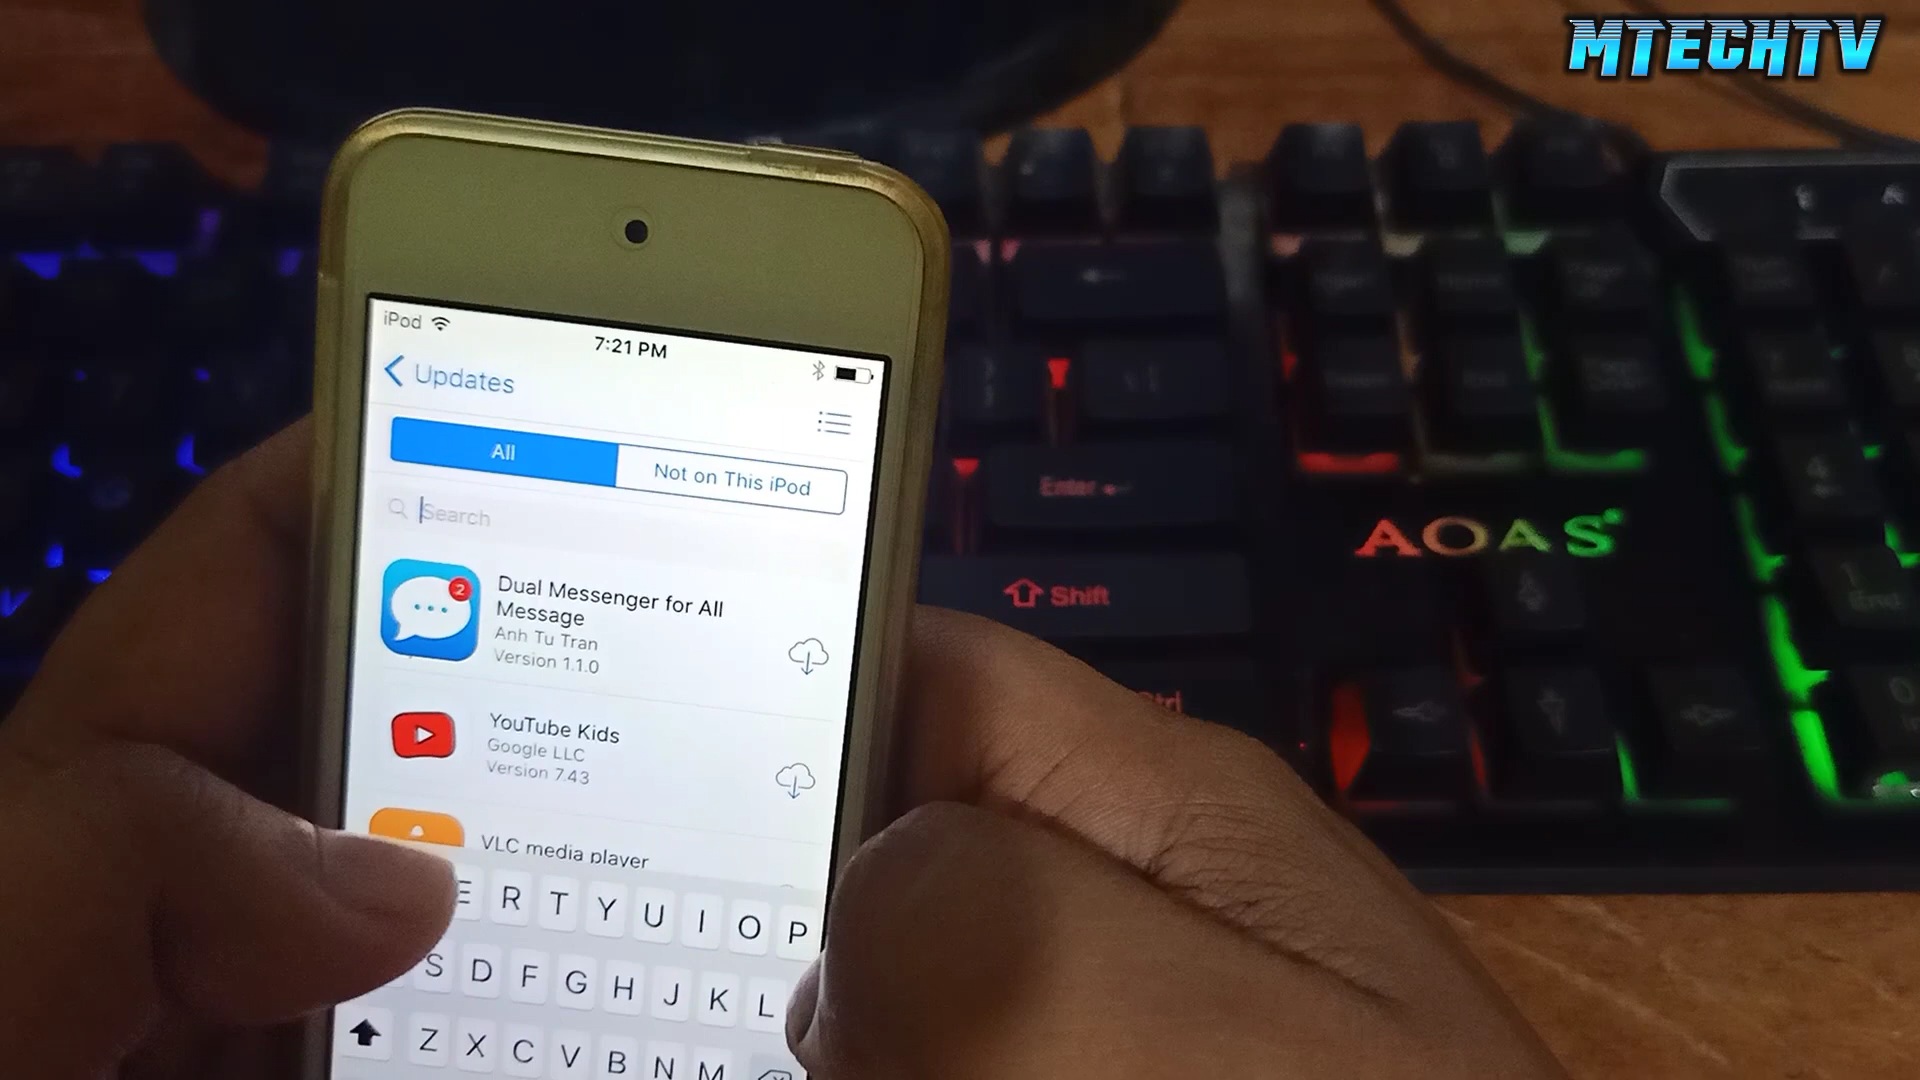 MTECHTV
iPod
7:21 PM
Updates
All
Not on This iPod
Search
2
Dual Messenger for All
Message
Anh Tu Tran
Version 1.1.0
YouTube Kids
Google LLC
Version 7.43
VLC media player
E R T Y U I O P
S D F G H J K L
Z X C V B N M
Enter
AOAS
Shift